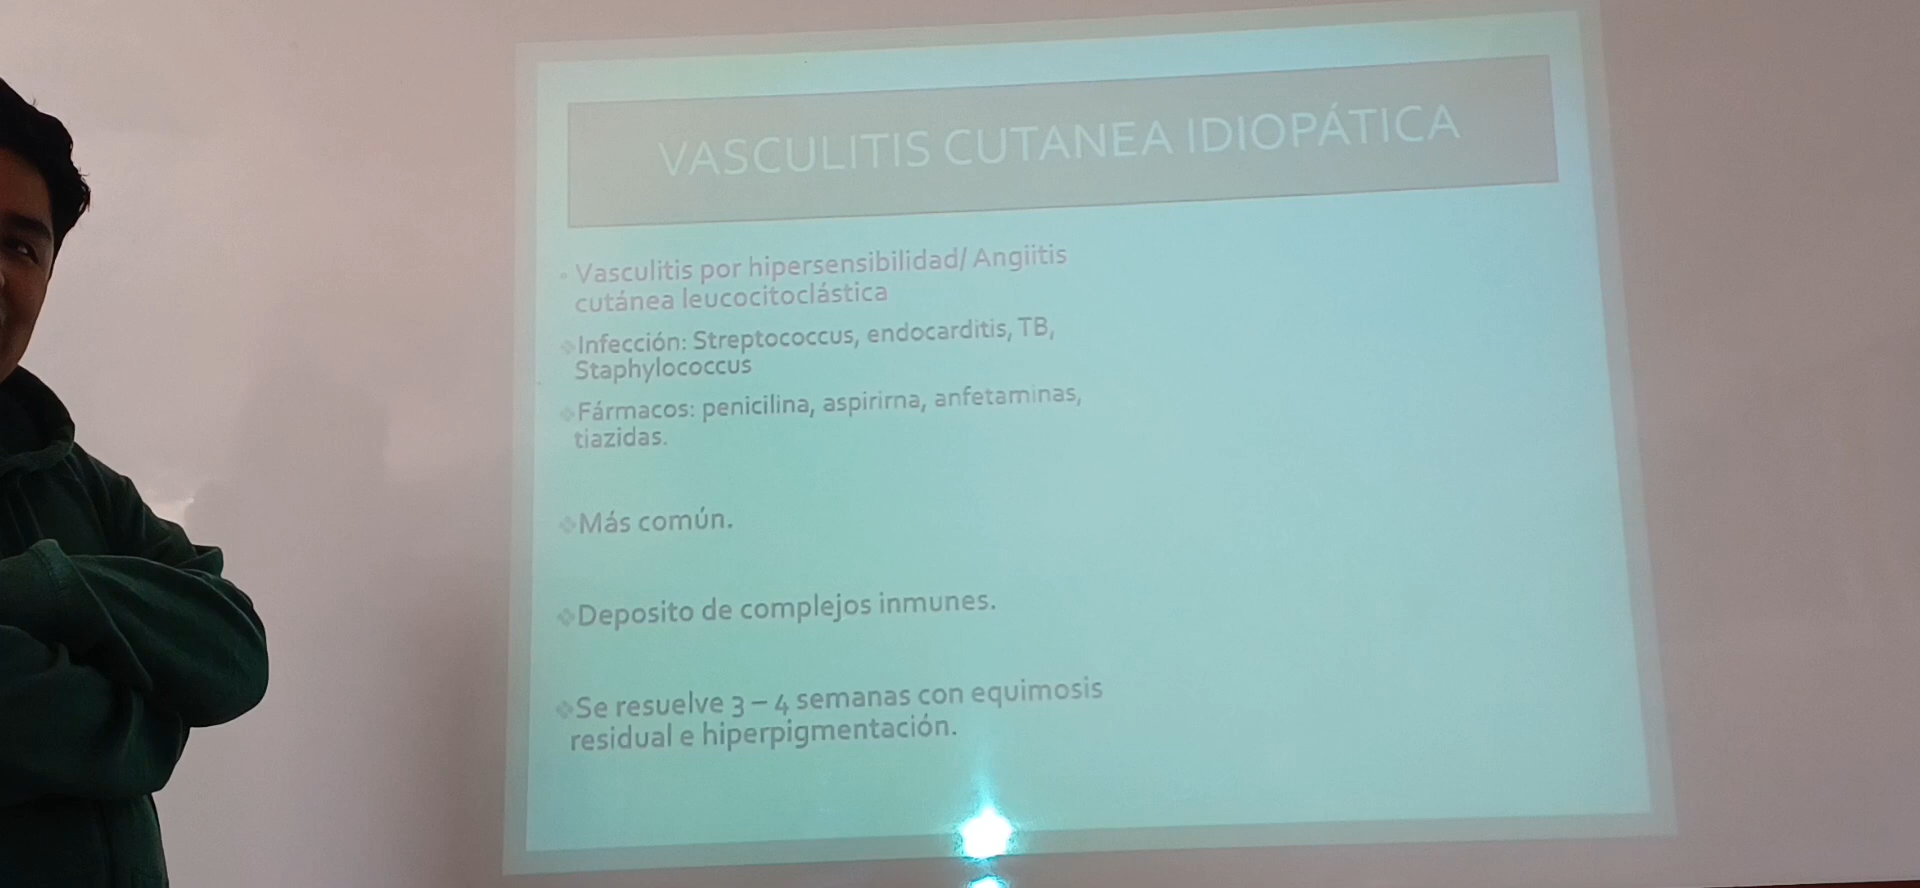 VASCULITIS CUTANEA IDIOPÁTICA
Vasculitis por hipersensibilidad/ Angiitis
cutánea leucocitoclástica
Infección: Streptococcus, endocarditis, TB,
Staphylococcus
Fármacos: penicilina, aspirirna, anfetaminas,
tiazidas.
Más común.
Deposito de complejos inmunes.
Se resuelve 3 – 4 semanas con equimosis
residual e hiperpigmentación.